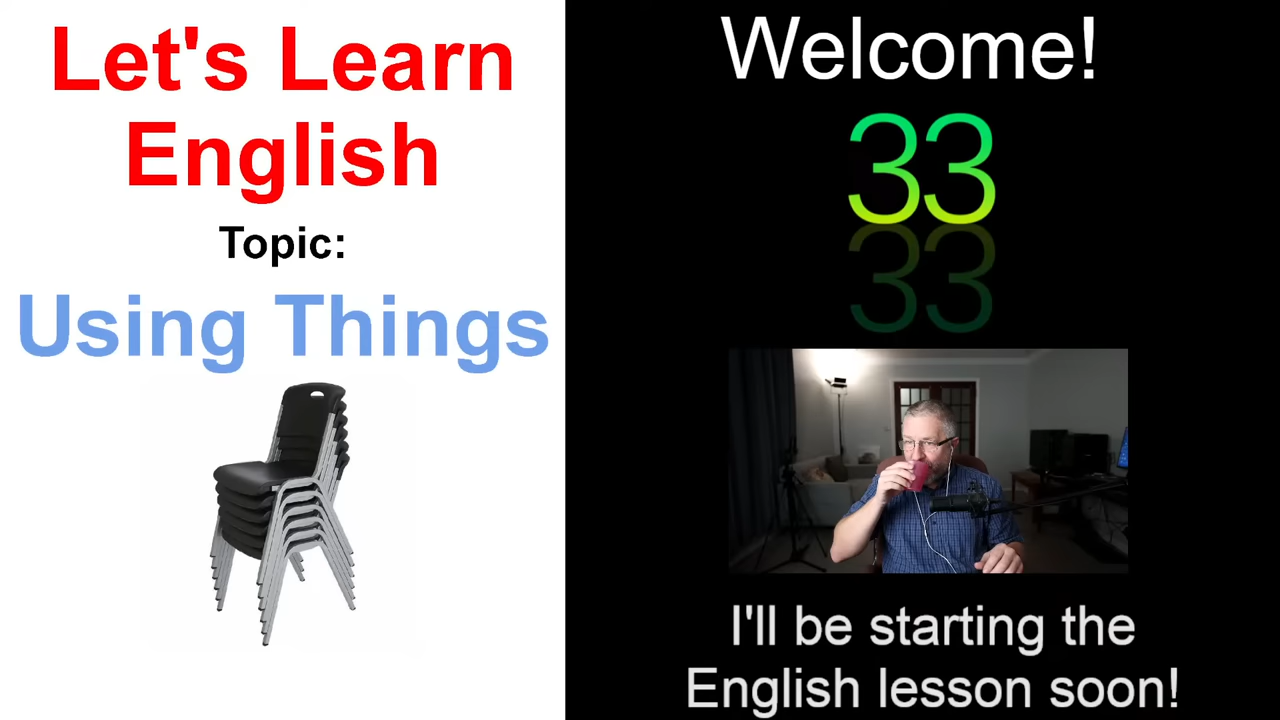 Let's Learn
English
Topic:
Using Things
Welcome!
33
I'll be starting the
English lesson soon!